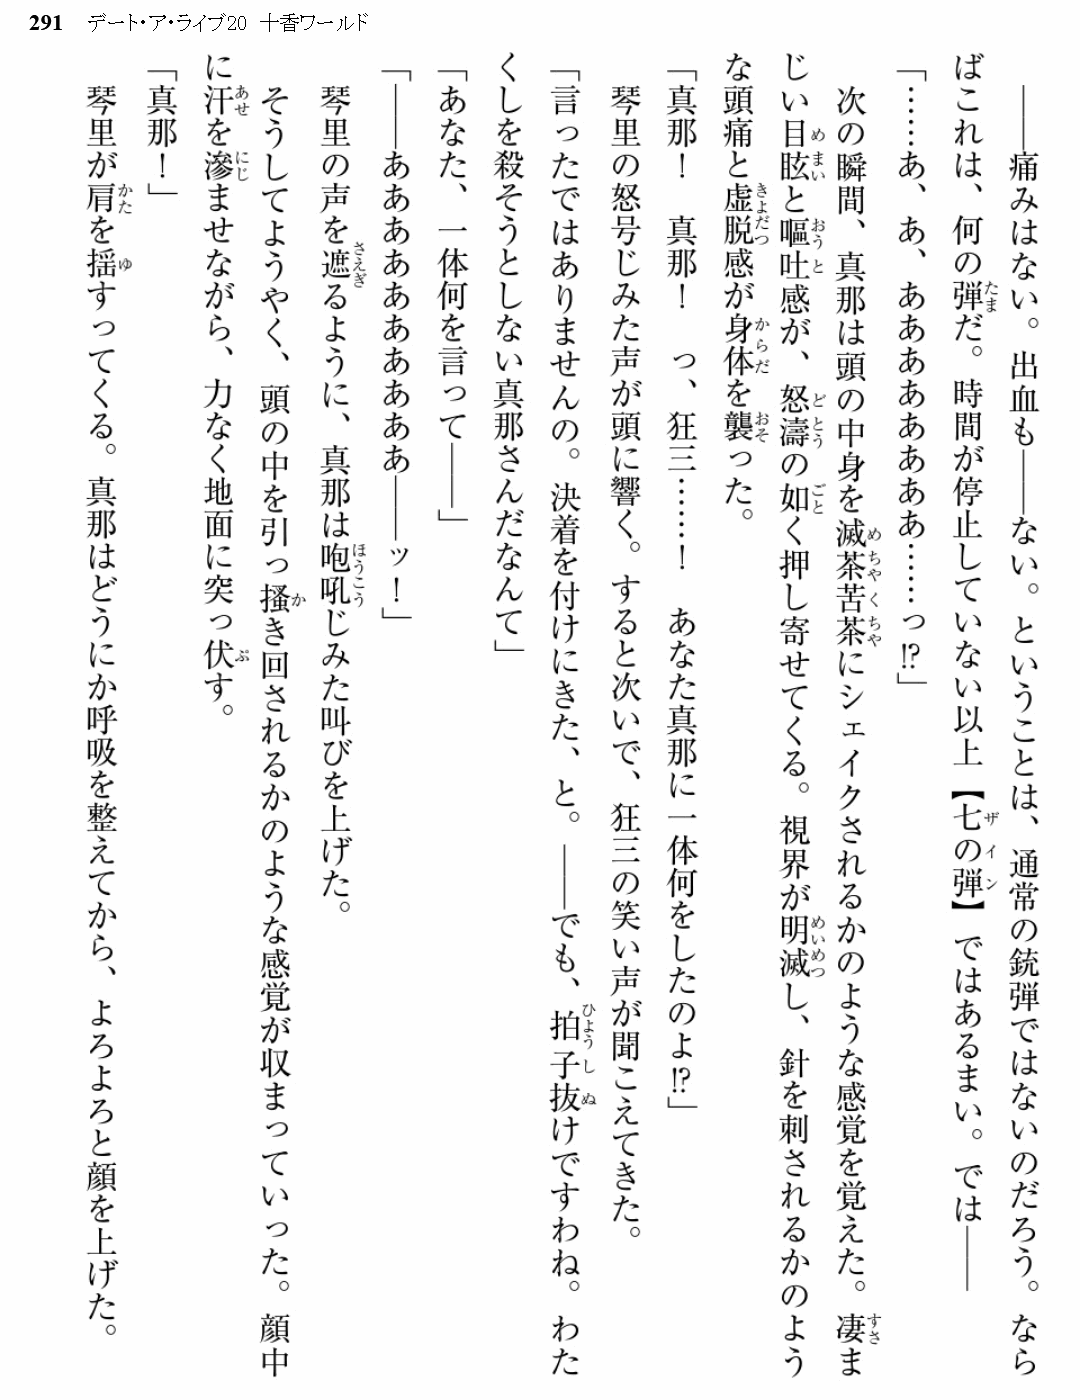 291 デート・ア・ライブ20 十香ワールド
――痛みはない。出血も――ない。ということは、通常の銃弾ではないのだろう。なら
ばこれは、何の弾だ。時間が停止していない以上【七の弾】ではあるまい。では――
「……あ、あ、ああああああああ……っ!?」
次の瞬間、真那は頭の中身を滅茶苦茶にシェイクされるかのような感覚を覚えた。凄ま
じい目眩と嘔吐感が、怒濤の如く押し寄せてくる。視界が明滅し、針を刺されるかのよう
な頭痛と虚脱感が身体を襲った。
「真那！　真那！　っ、狂三……！　あなた真那に一体何をしたのよ!?」
琴里の怒号じみた声が頭に響く。すると次いで、狂三の笑い声が聞こえてきた。
「言ったではありませんの。決着を付けにきた、と。――でも、拍子抜けですわね。わた
くしを殺そうとしない真那さんだなんて」
「あなた、一体何を言って――」
「――ああああああああああ――ッ！」
琴里の声を遮るように、真那は咆吼じみた叫びを上げた。
そうしてようやく、頭の中を引っ掻き回されるかのような感覚が収まっていった。顔中
に汗を滲ませながら、力なく地面に突っ伏す。
「真那！」
琴里が肩を揺すってくる。真那はどうにか呼吸を整えてから、よろよろと顔を上げた。